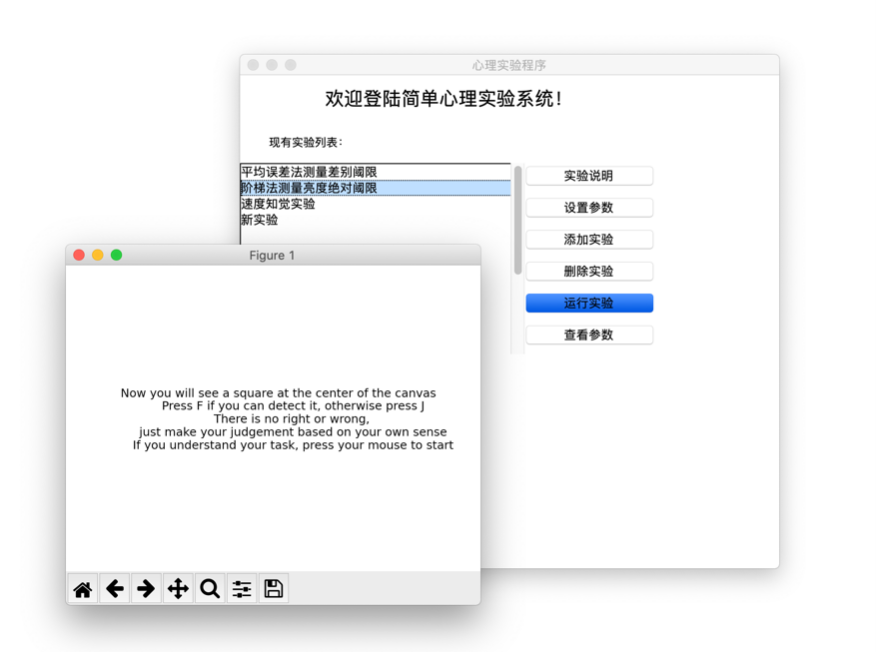 心理实验程序
欢迎登陆简单心理实验系统!
现有实验列表:
平均误差法测量差别阈限
阶梯法测量亮度绝对阈限
速度知觉实验
新实验
实验说明
设置参数
添加实验
删除实验
运行实验
查看参数
Figure 1
Now you will see a square at the center of the canvas
Press F if you can detect it, otherwise press J
There is no right or wrong,
just make your judgement based on your own sense
If you understand your task, press your mouse to start